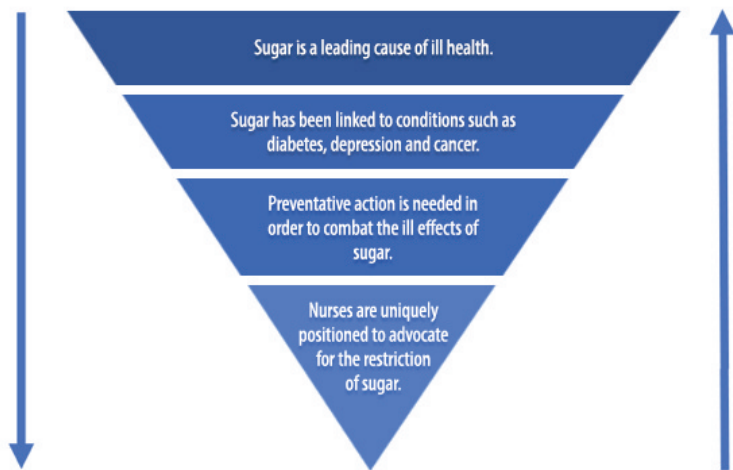 Sugar is a leading cause of ill health.
Sugar has been linked to conditions such as
diabetes, depression and cancer.
Preventative action is needed in
order to combat the ill effects of
sugar.
Nurses are uniquely
positioned to advocate
for the restriction
of sugar.